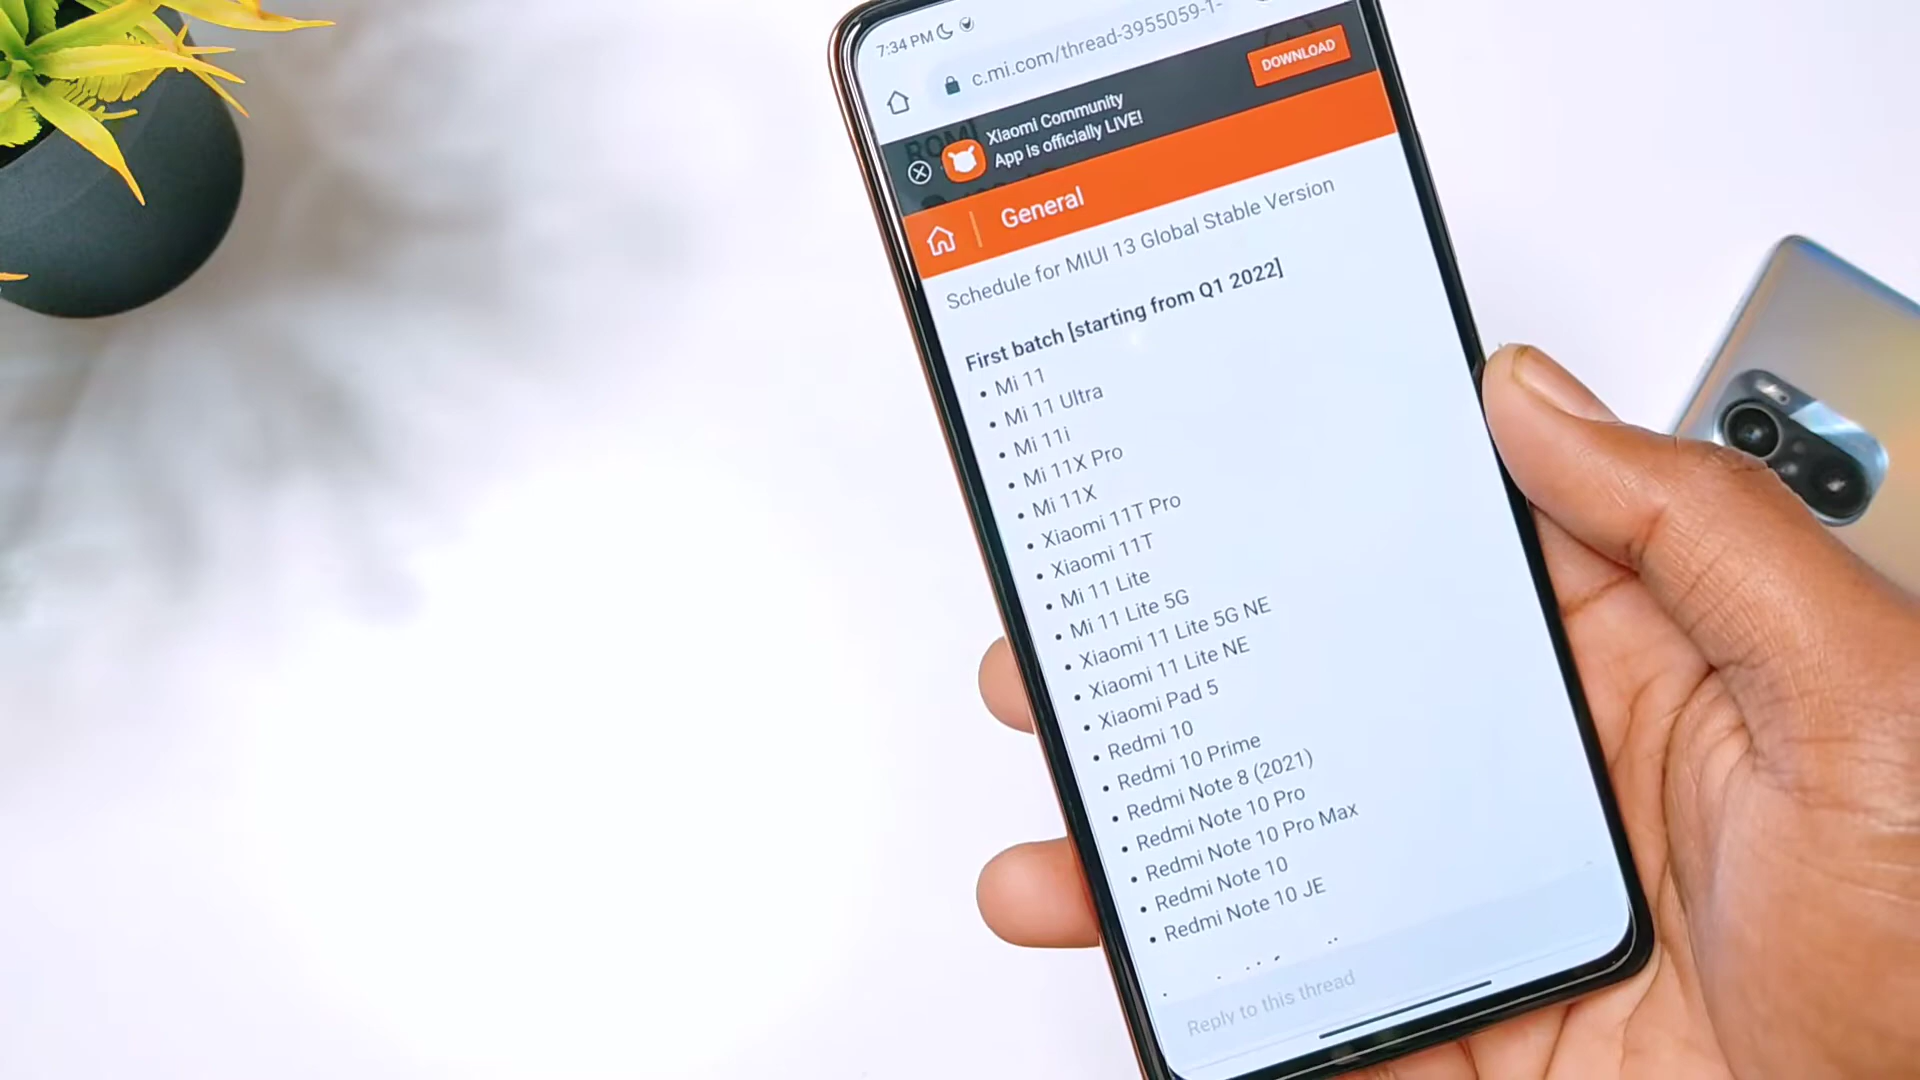 7:34 PM
c.mi.com/thread-3955059-1-
Xiaomi Community
App is officially LIVE!
DOWNLOAD
General
Schedule for MIUI 13 Global Stable Version
First batch [starting from Q1 2022]
• Mi 11
• Mi 11 Ultra
• Mi 11i
• Mi 11X Pro
• Mi 11X
• Xiaomi 11T Pro
• Xiaomi 11T
• Mi 11 Lite
• Mi 11 Lite 5G
• Xiaomi 11 Lite 5G NE
• Xiaomi 11 Lite NE
• Xiaomi Pad 5
• Redmi 10
• Redmi 10 Prime
• Redmi Note 8 (2021)
• Redmi Note 10 Pro
• Redmi Note 10 Pro Max
• Redmi Note 10
• Redmi Note 10 JE
Reply to this thread